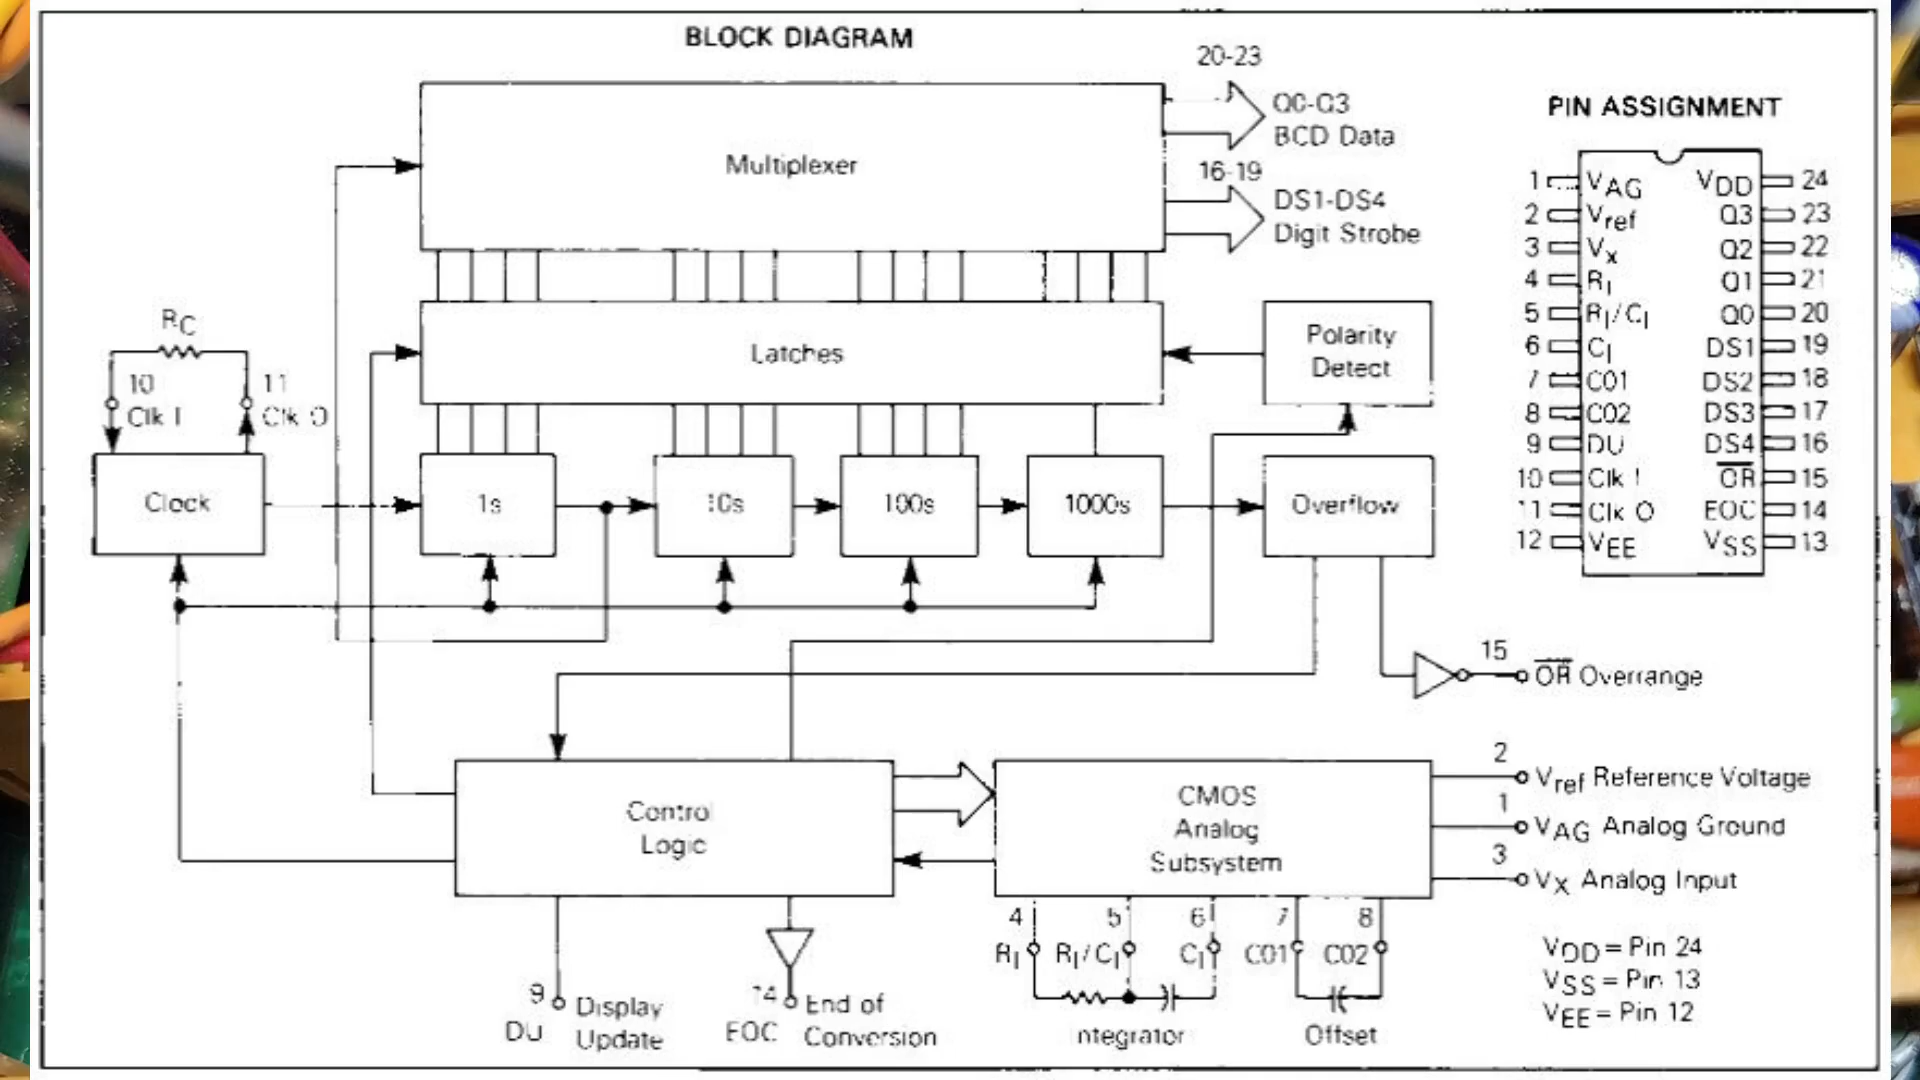 BLOCK DIAGRAM
20-23
Q0-Q3
BCD Data
Multiplexer
16-19
DS1-DS4
Digit Strobe
RC
10
Clk I
11
Clk O
Latches
Polarity
Detect
Clock
1s
10s
100s
1000s
Overflow
15
OR Overrange
Control
Logic
CMOS
Analog
Subsystem
2
Vref Reference Voltage
1
VAG Analog Ground
3
VX Analog Input
4
RI
5
RI/CI
6
CI
7
C01
8
C02
9
DU
Display
Update
14
EOC
End of
Conversion
Integrator
Offset
VDD = Pin 24
VSS = Pin 13
VEE = Pin 12
PIN ASSIGNMENT
1 VAG VDD 24
2 Vref Q3 23
3 Vx Q2 22
4 RI Q1 21
5 RI/CI Q0 20
6 CI DS1 19
7 C01 DS2 18
8 C02 DS3 17
9 DU DS4 16
10 Clk I OR 15
11 Clk O EOC 14
12 VEE VSS 13